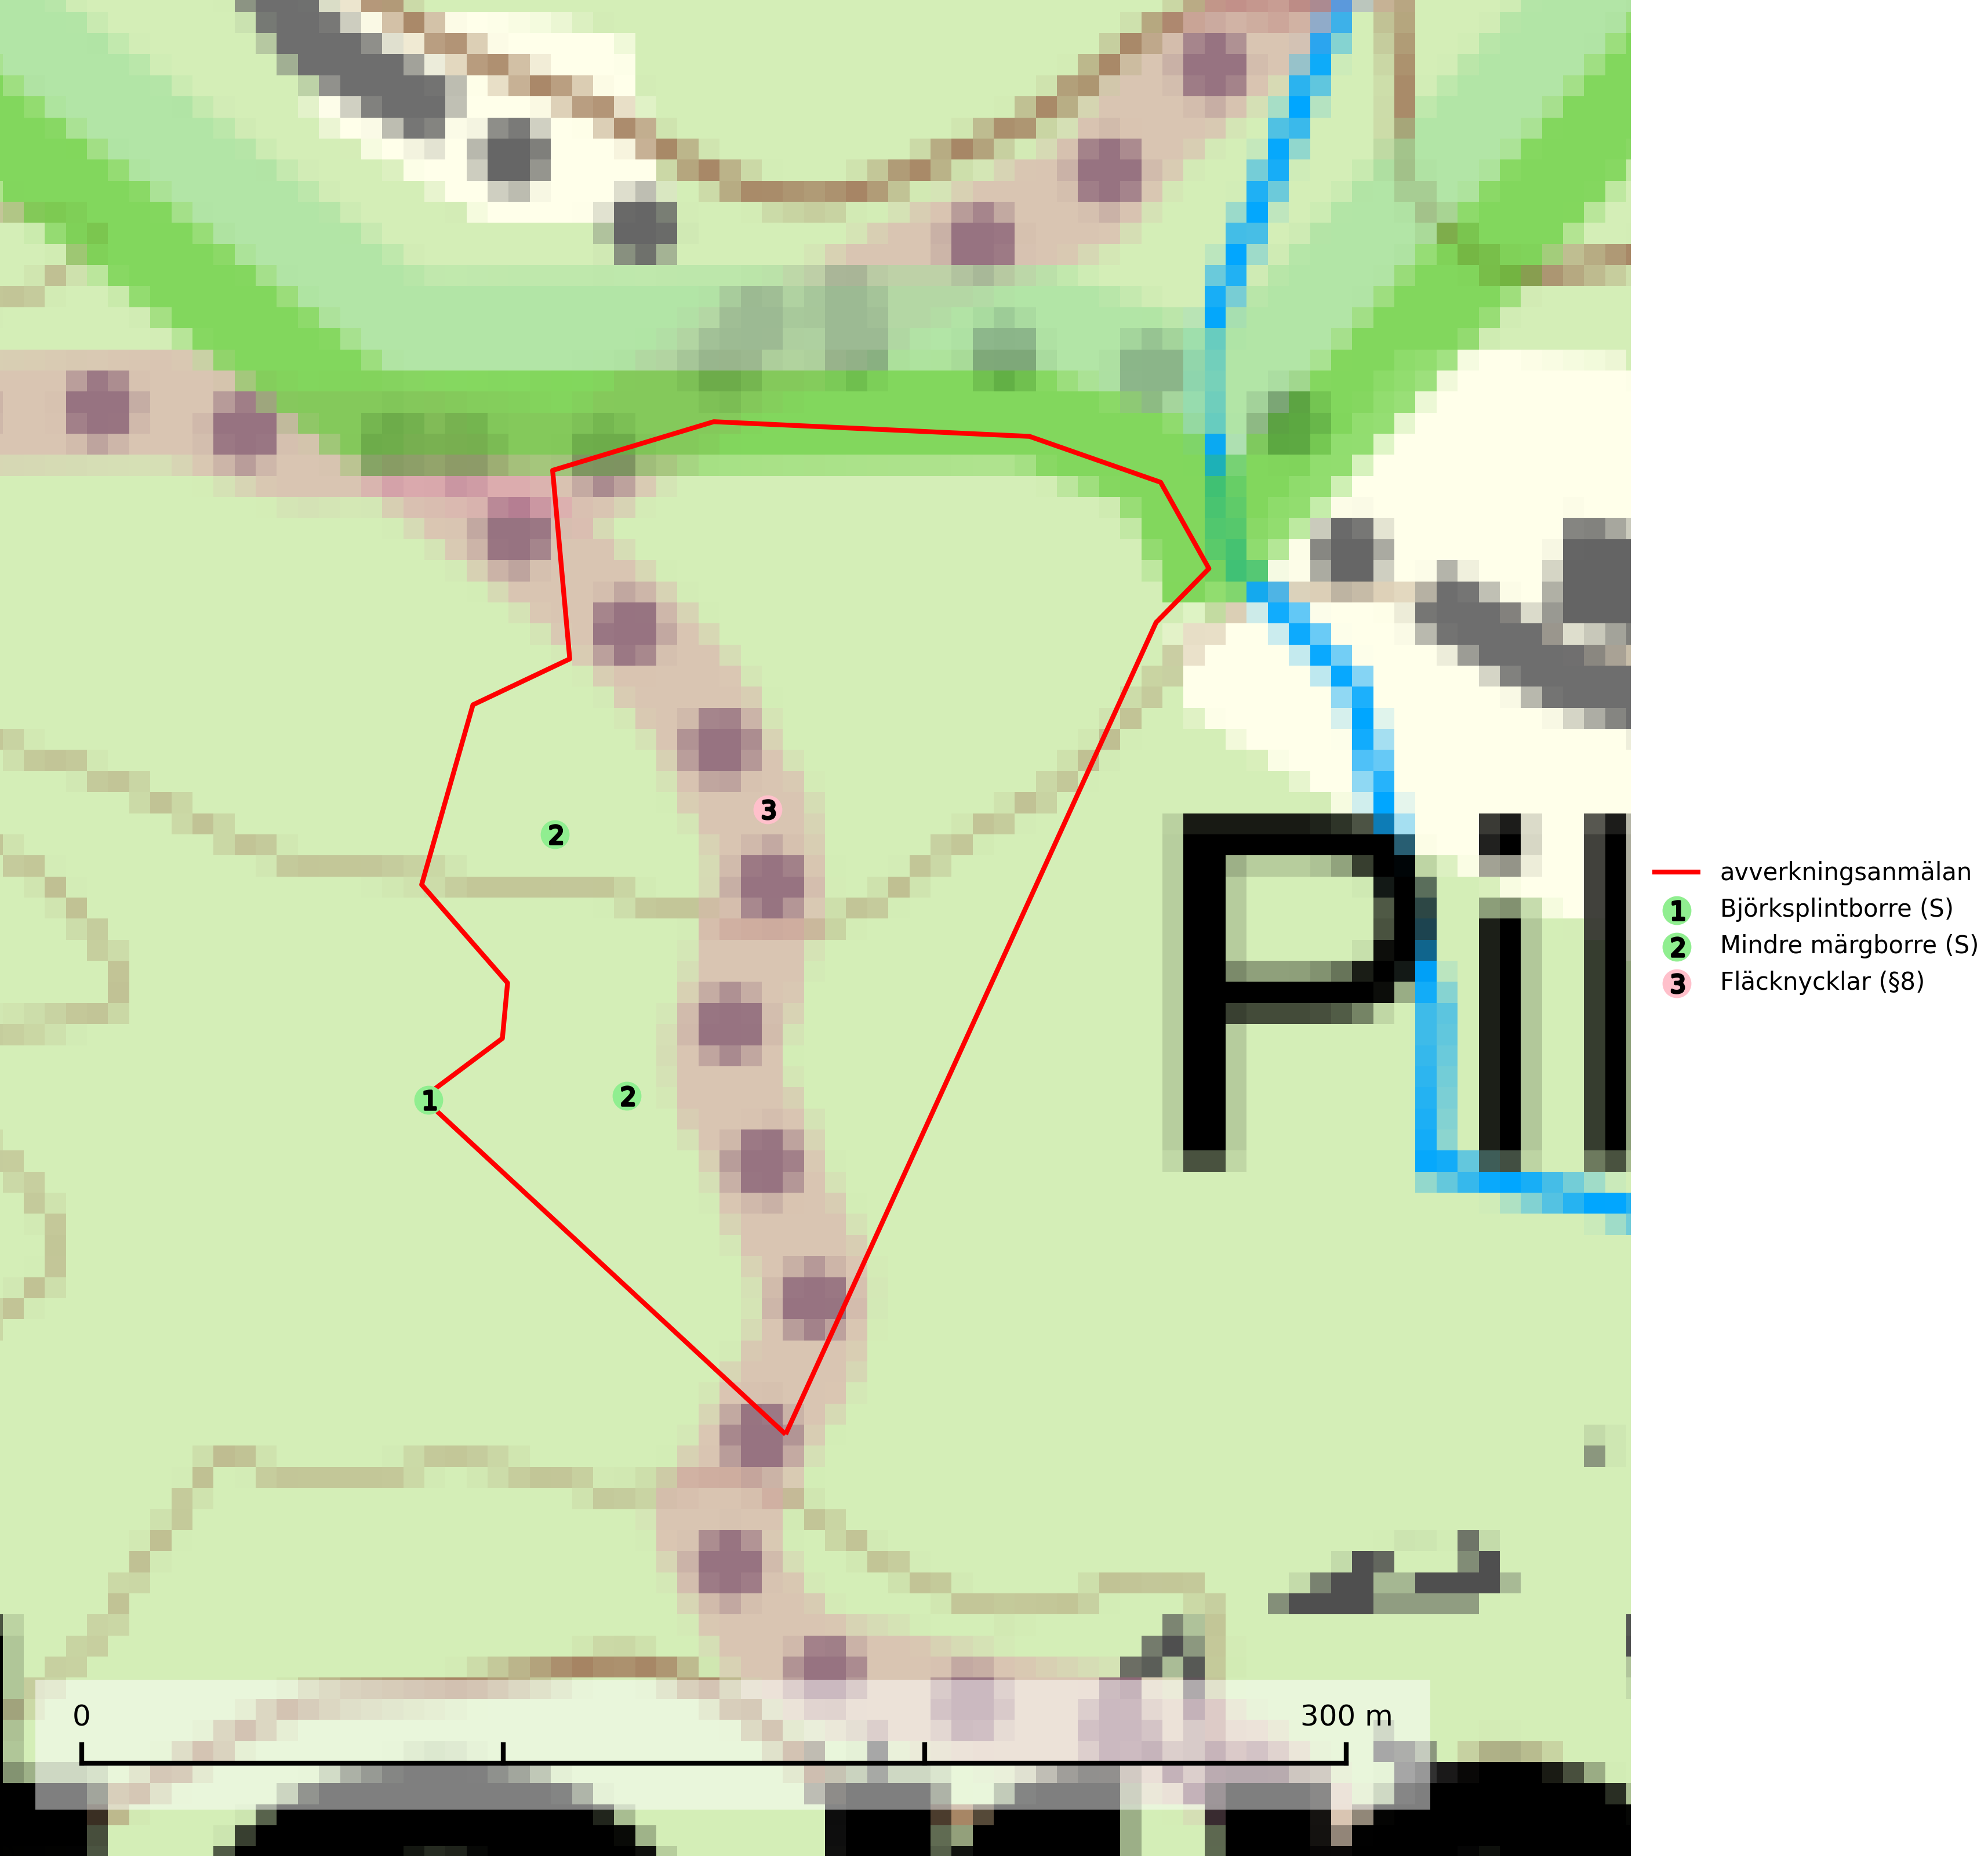 3
2
Pil
avverkningsanmälan
1 Björksplintborre (S)
2 Mindre märgborre (S)
3 Fläcknycklar (§8)
1
2
0
300 m